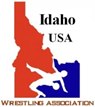 Idaho
USA
WRESTLING ASSOCIATION